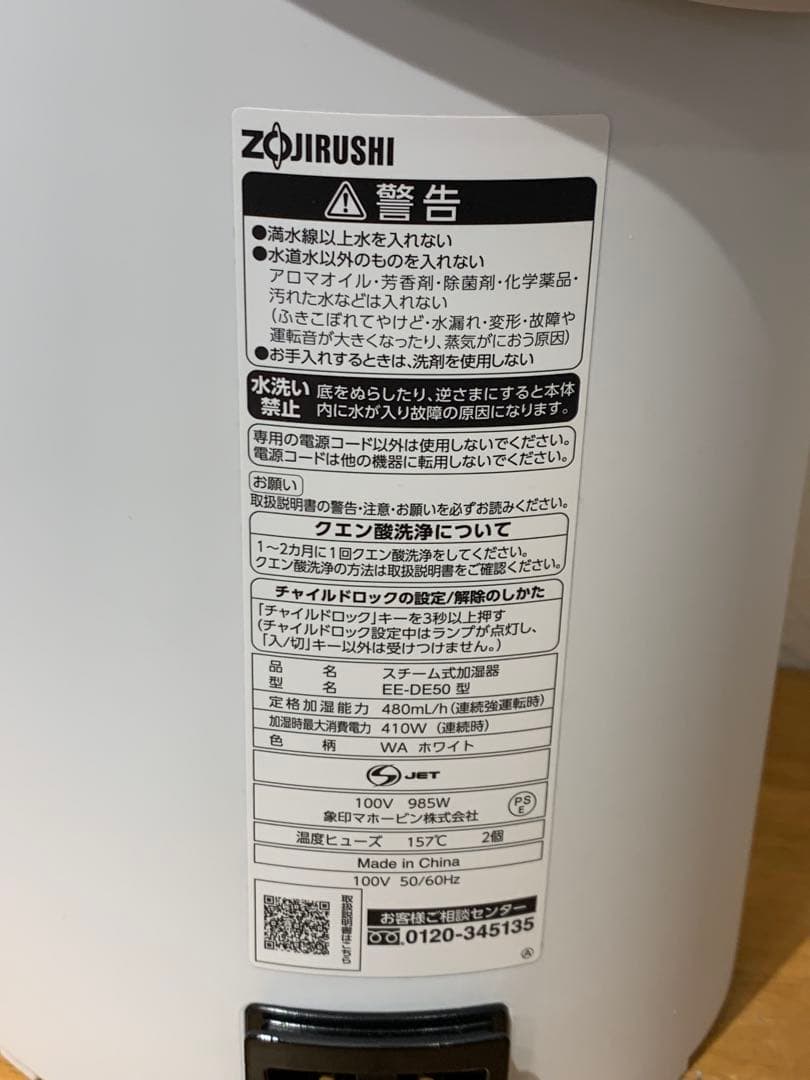 ZOJIRUSHI
警告
●満水線以上水を入れない
●水道水以外のものを入れない
アロマオイル・芳香剤・除菌剤・化学薬品・
汚れた水などは入れない
(ふきこぼれてやけど・水漏れ・変形・故障や
運転音が大きくなったり、蒸気がにおう原因)
●お手入れするときは、洗剤を使用しない
水洗い
禁止
底をぬらしたり、逆さまにすると本体
内に水が入り故障の原因になります。
専用の電源コード以外は使用しないでください。
電源コードは他の機器に転用しないでください。
お願い
取扱説明書の警告・注意・お願いを必ずお読みください。
クエン酸洗浄について
1～2カ月に1回クエン酸洗浄をしてください。
クエン酸洗浄の方法は取扱説明書をご確認ください。
チャイルドロックの設定/解除のしかた
「チャイルドロック」キーを3秒以上押す
(チャイルドロック設定中はランプが点灯し、
「入/切」キー以外は受けつけません。)
品名 スチーム式加湿器
型名 EE-DE50 型
定格加湿能力 480mL/h(連続強運転時)
加湿時最大消費電力 410W (連続時)
色柄 WA ホワイト
S JET
100V 985W
象印マホービン株式会社
PS
E
温度ヒューズ 157℃ 2個
Made in China
100V 50/60Hz
取扱説明書はこちら
お客様ご相談センター
0120-345135
Ⓐ